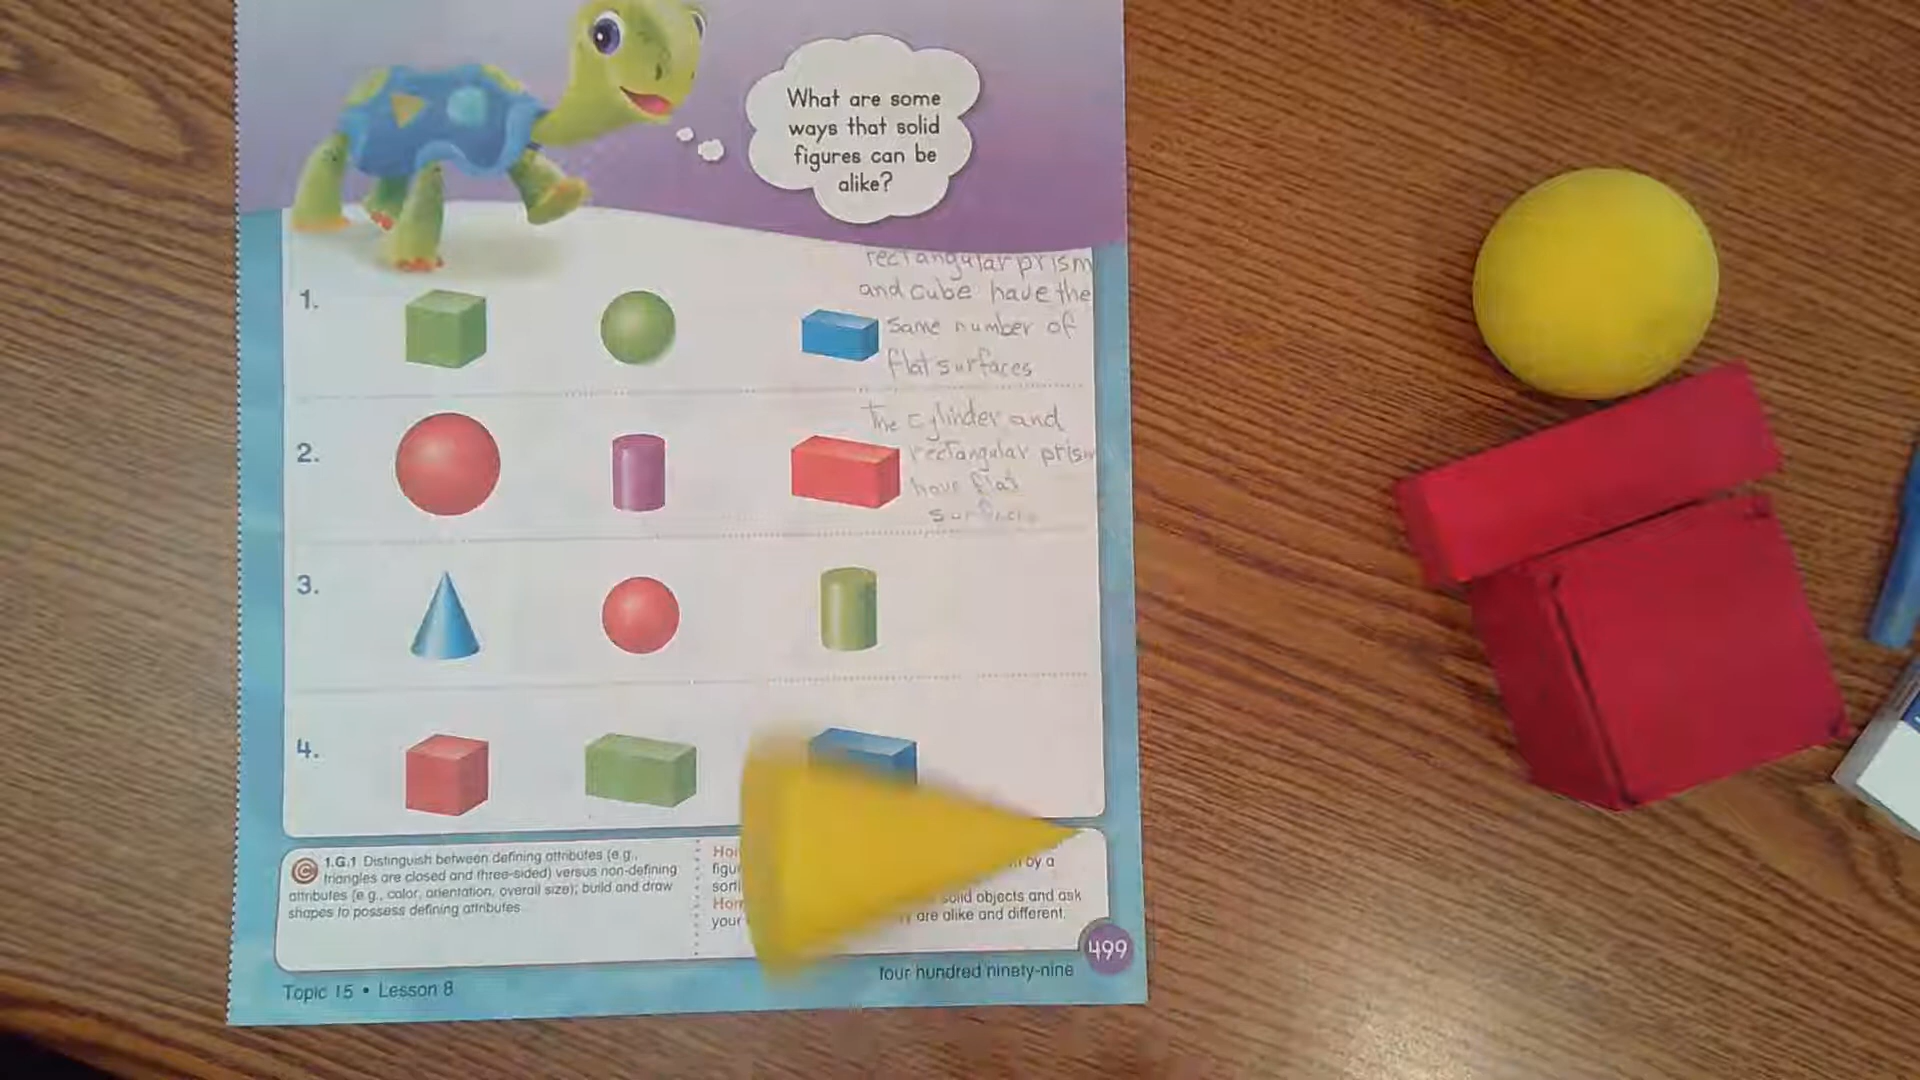 What are some
ways that solid
figures can be
alike?
rectangular prism
1.
and cube have the
same number of
flat surfaces
2.
The cylinder and
rectangular prism
have flat
3.
4.
1.G.1 Distinguish between defining attributes (e.g.,
triangles are closed and three-sided) versus non-defining
attributes (e.g., color, orientation, overall size); build and draw
shapes to possess defining attributes.
by a
solid objects and ask
your
are alike and different.
499
four hundred ninety-nine
Topic 15 • Lesson 8